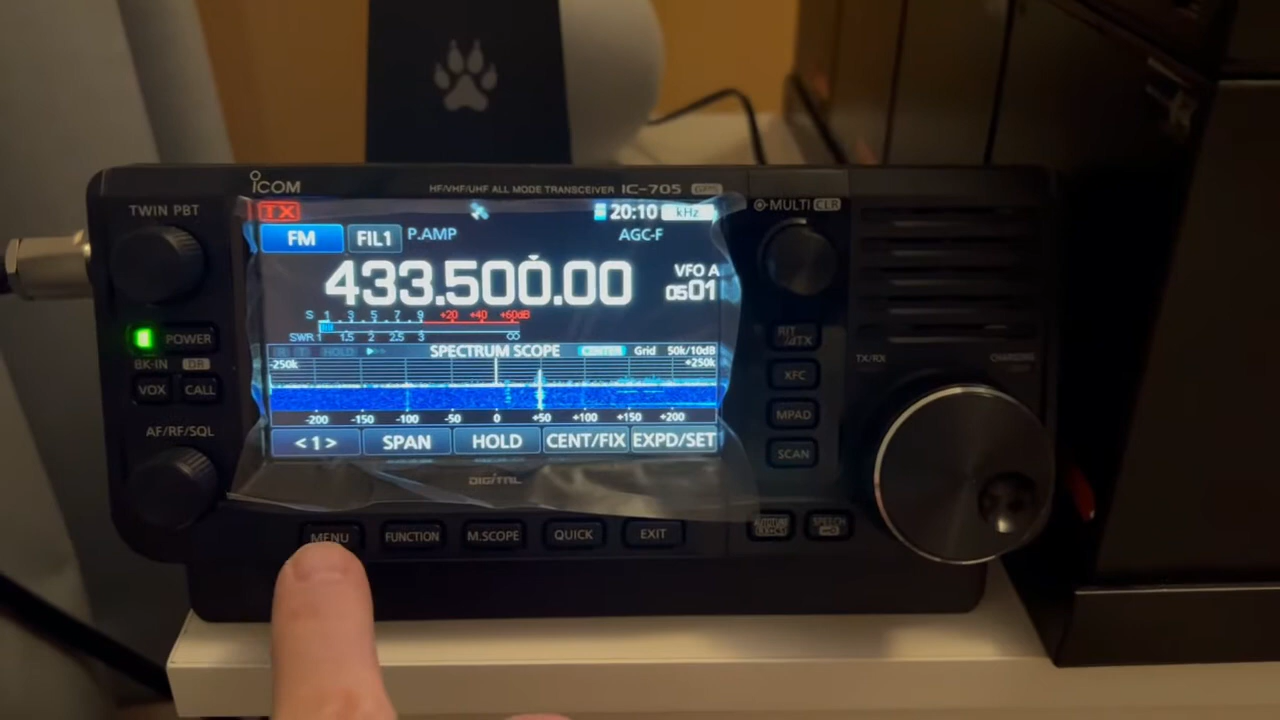 ICOM
HF/VHF/UHF ALL MODE TRANSCEIVER IC-705 GPS
TWIN PBT
MULTI CLR
TX
20:10 kHz
FM FIL1 P.AMP AGC-F
433.500.00
VFO A
0501
S 1 3 5 7 9 +20 +40 +60dB
SWR 1 1.5 2 2.5 3 ∞
HOLD SPECTRUM SCOPE CENTER Grid 50k/10dB
-250k +250k
-200 -150 -100 -50 0 +50 +100 +150 +200
<1> SPAN HOLD CENT/FIX EXPD/SET
POWER
BK-IN DR
VOX CALL
AF/RF/SQL
XFC
MPAD
SCAN
TX/RX CHARGING
DIGITAL
MENU FUNCTION M.SCOPE QUICK EXIT
SPEECH